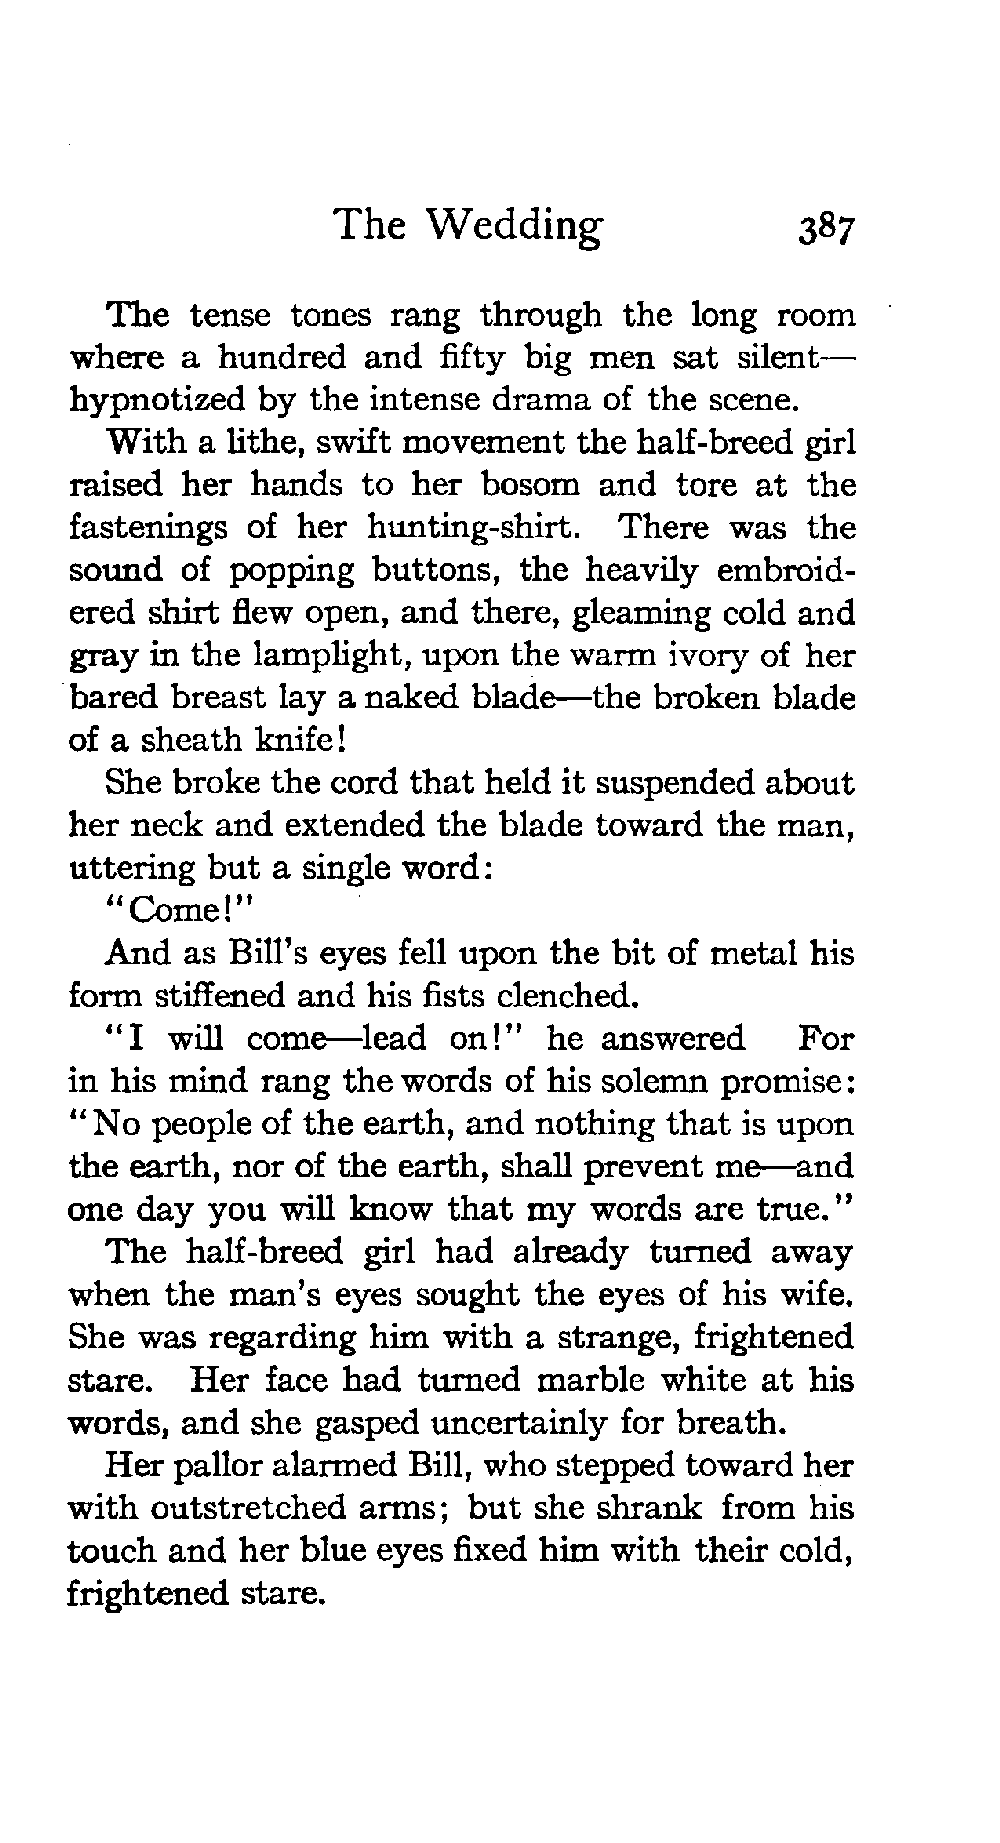 The Wedding 387
The tense tones rang through the long room
where a hundred and fifty big men sat silent—
hypnotized by the intense drama of the scene.
With a lithe, swift movement the half-breed girl
raised her hands to her bosom and tore at the
fastenings of her hunting-shirt. There was the
sound of popping buttons, the heavily embroid-
ered shirt flew open, and there, gleaming cold and
gray in the lamplight, upon the warm ivory of her
bared breast lay a naked blade—the broken blade
of a sheath knife!
She broke the cord that held it suspended about
her neck and extended the blade toward the man,
uttering but a single word:
"Come!"
And as Bill's eyes fell upon the bit of metal his
form stiffened and his fists clenched.
"I will come—lead on!" he answered For
in his mind rang the words of his solemn promise:
"No people of the earth, and nothing that is upon
the earth, nor of the earth, shall prevent me—and
one day you will know that my words are true."
The half-breed girl had already turned away
when the man's eyes sought the eyes of his wife.
She was regarding him with a strange, frightened
stare. Her face had turned marble white at his
words, and she gasped uncertainly for breath.
Her pallor alarmed Bill, who stepped toward her
with outstretched arms; but she shrank from his
touch and her blue eyes fixed him with their cold,
frightened stare.